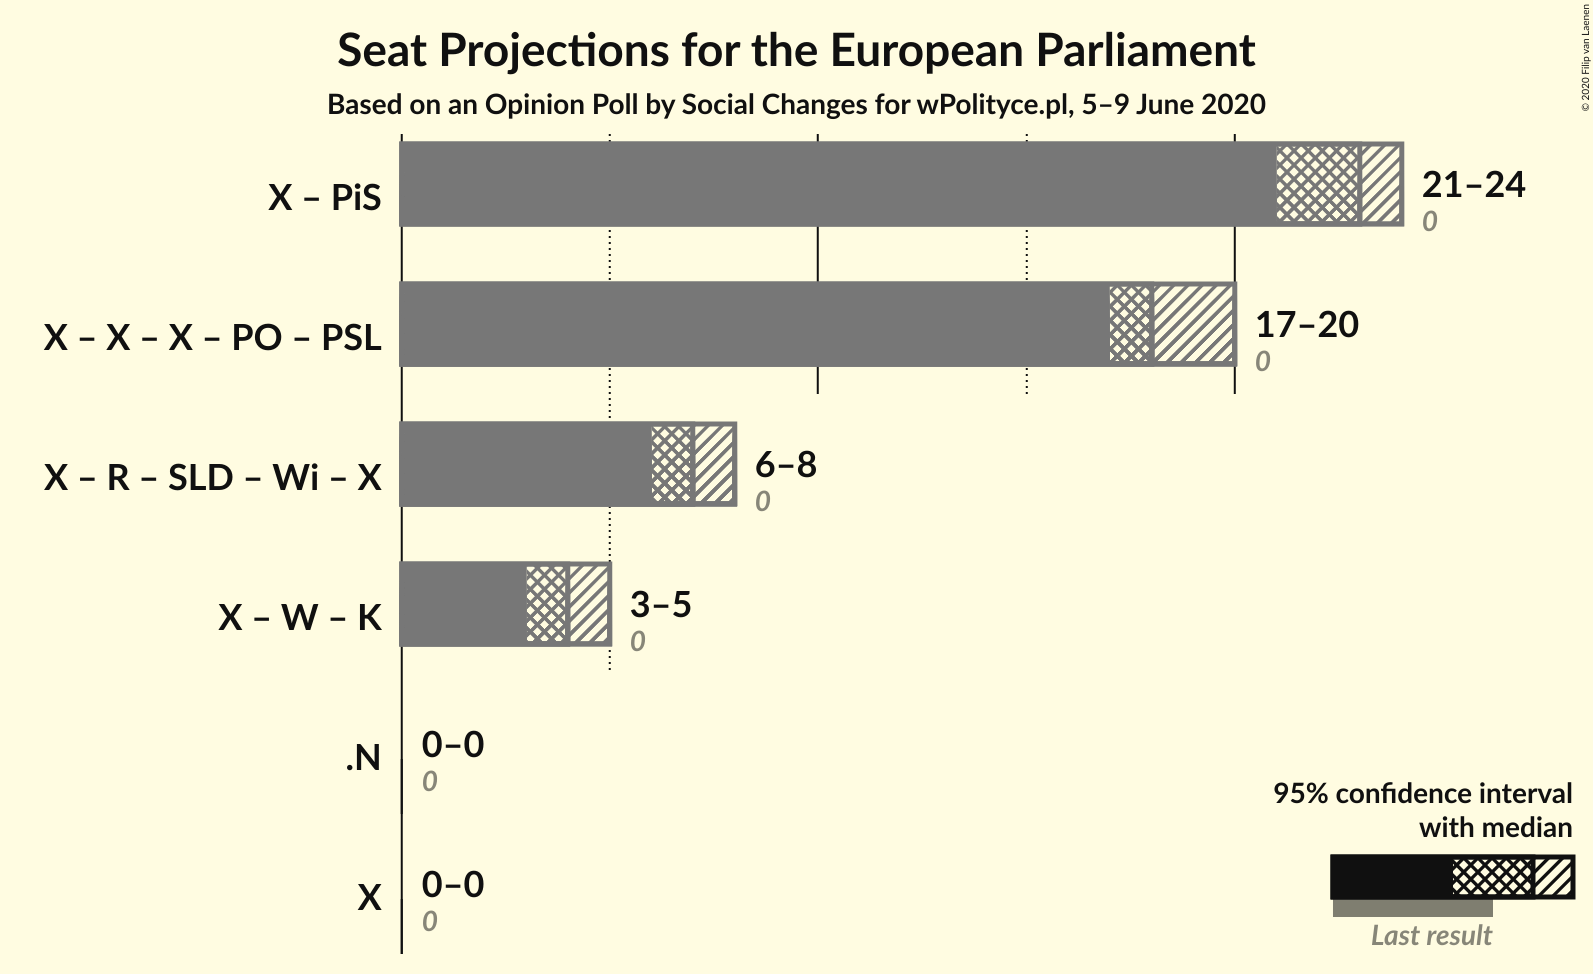 Seat Projections for the European Parliament
Based on an Opinion Poll by Social Changes for wPolityce.pl, 5–9 June 2020
© 2020 Filip van Laenen
X – PiS
21–24
0
X – X – X – PO – PSL
17–20
0
X – R – SLD – Wi – X
6–8
0
X – W – K
3–5
0
.N
0–0
0
X
0–0
0
95% confidence interval
with median
Last result